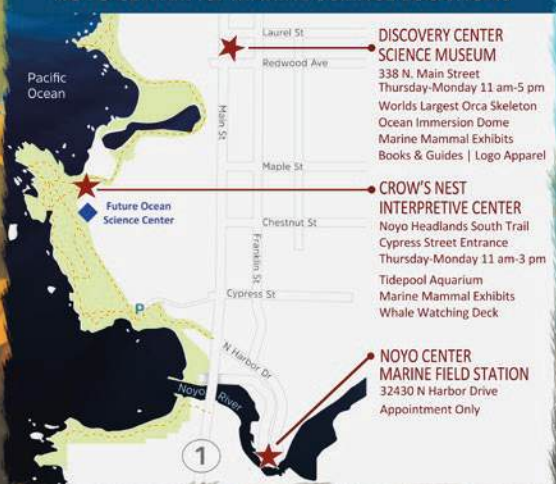 Laurel St
Redwood Ave
Main St
Maple St
Chestnut St
Franklin St.
Cypress St
N Harbor Dr
Noyo River
1
P
Pacific
Ocean
Future Ocean
Science Center
DISCOVERY CENTER
SCIENCE MUSEUM
338 N. Main Street
Thursday-Monday 11 am-5 pm
Worlds Largest Orca Skeleton
Ocean Immersion Dome
Marine Mammal Exhibits
Books & Guides | Logo Apparel
CROW'S NEST
INTERPRETIVE CENTER
Noyo Headlands South Trail
Cypress Street Entrance
Thursday-Monday 11 am-3 pm
Tidepool Aquarium
Marine Mammal Exhibits
Whale Watching Deck
NOYO CENTER
MARINE FIELD STATION
32430 N Harbor Drive
Appointment Only